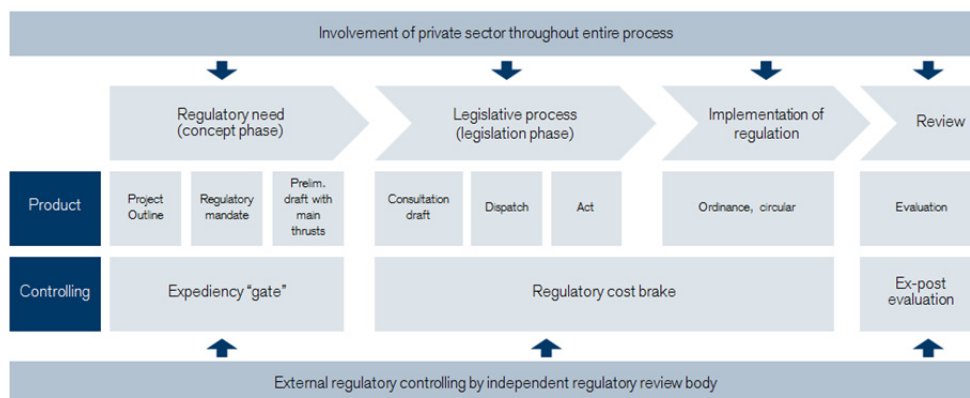 Involvement of private sector throughout entire process
Regulatory need
(concept phase)
Legislative process
(legislation phase)
Implementation of
regulation
Review
Product
Project
Outline
Regulatory
mandate
Prelim.
draft with
main
thrusts
Consultation
draft
Dispatch
Act
Ordinance, circular
Evaluation
Controlling
Expediency “gate”
Regulatory cost brake
Ex-post
evaluation
External regulatory controlling by independent regulatory review body